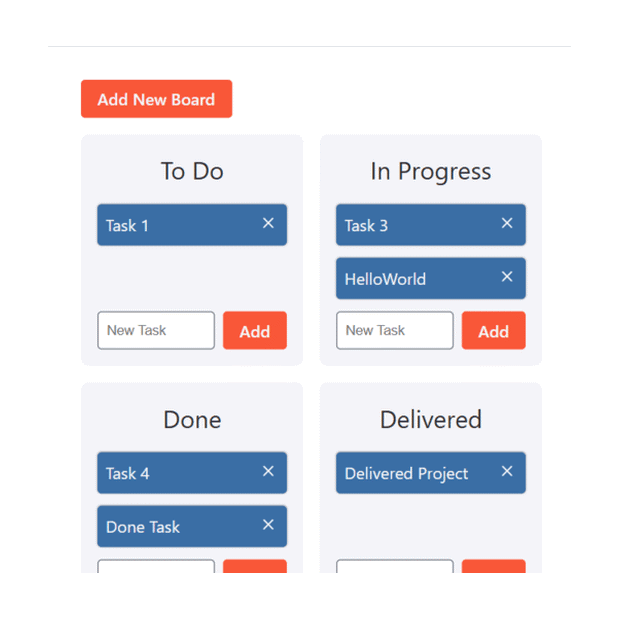 Add New Board
To Do
Task 1 ×
New Task Add
In Progress
Task 3 ×
HelloWorld ×
New Task Add
Done
Task 4 ×
Done Task ×
Delivered
Delivered Project ×